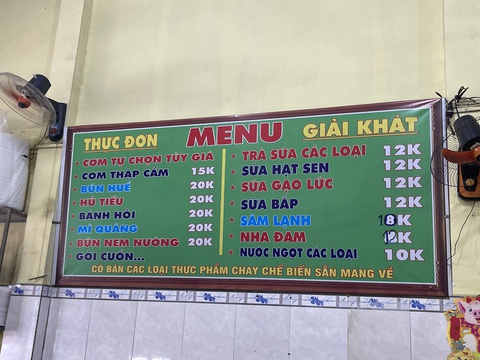 THỰC ĐƠN MENU GIẢI KHÁT
CƠM TỰ CHỌN TÙY GIÁ
CƠM THẬP CẨM 15K
BÚN HUẾ 20K
HỦ TIẾU 20K
BÁNH HỎI 20K
MÌ QUẢNG 20K
BÚN NEM NƯỚNG 20K
GỎI CUỐN...
TRÀ SỮA CÁC LOẠI 12K
SỮA HẠT SEN 12K
SỮA GẠO LỨC 12K
SỮA BẮP 12K
SÂM LẠNH 8K
NHA ĐAM
NƯỚC NGỌT CÁC LOẠI 10K
CÓ BÁN CÁC LOẠI THỰC PHẨM CHAY CHẾ BIẾN SẴN MANG VỀ